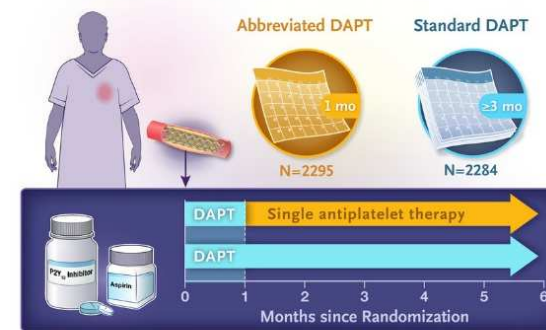 Abbreviated DAPT
Standard DAPT
1 mo
≥3 mo
N=2295
N=2284
DAPT
Single antiplatelet therapy
DAPT
P2Y₁₂ Inhibitor
Aspirin
0 1 2 3 4 5 6
Months since Randomization